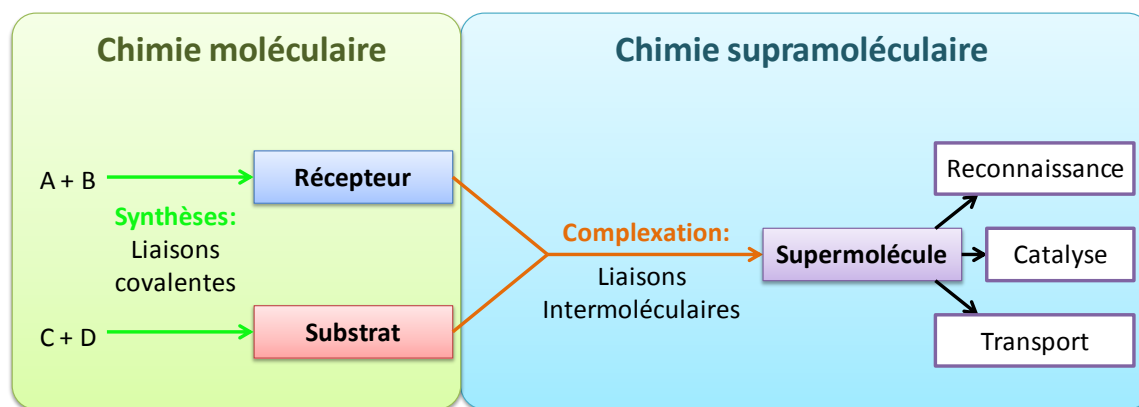 Chimie moléculaire
Chimie supramoléculaire
A + B
Récepteur
Synthèses:
Liaisons
covalentes
C + D
Substrat
Complexation:
Liaisons
Intermoléculaires
Supermolécule
Reconnaissance
Catalyse
Transport